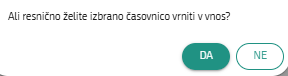 Ali resnično želite izbrano časovnico vrniti v vnos?
DA NE